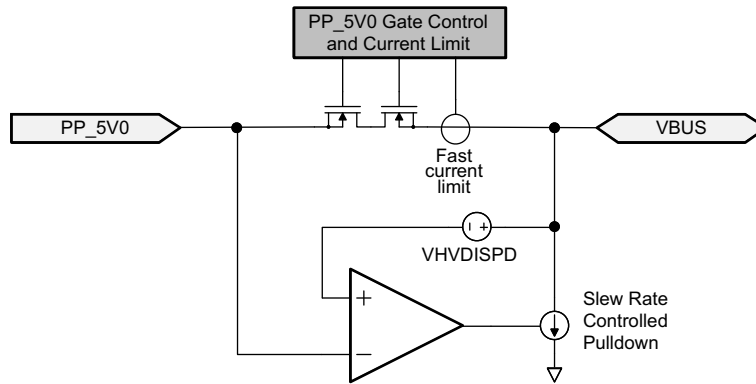 PP_5V0 Gate Control
and Current Limit
PP_5V0
VBUS
Fast
current
limit
VHVDISPD
Slew Rate
Controlled
Pulldown